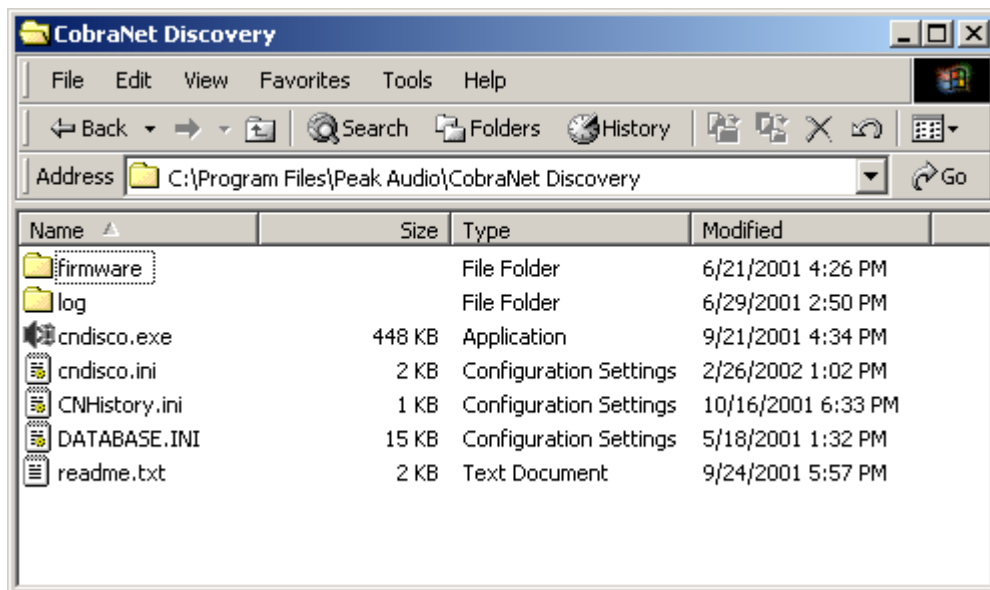 CobraNet Discovery
File Edit View Favorites Tools Help
Back Search Folders History
Address C:\Program Files\Peak Audio\CobraNet Discovery Go
Name Size Type Modified
firmware File Folder 6/21/2001 4:26 PM
log File Folder 6/29/2001 2:50 PM
cndisco.exe 448 KB Application 9/21/2001 4:34 PM
cndisco.ini 2 KB Configuration Settings 2/26/2002 1:02 PM
CNHistory.ini 1 KB Configuration Settings 10/16/2001 6:33 PM
DATABASE.INI 15 KB Configuration Settings 5/18/2001 1:32 PM
readme.txt 2 KB Text Document 9/24/2001 5:57 PM